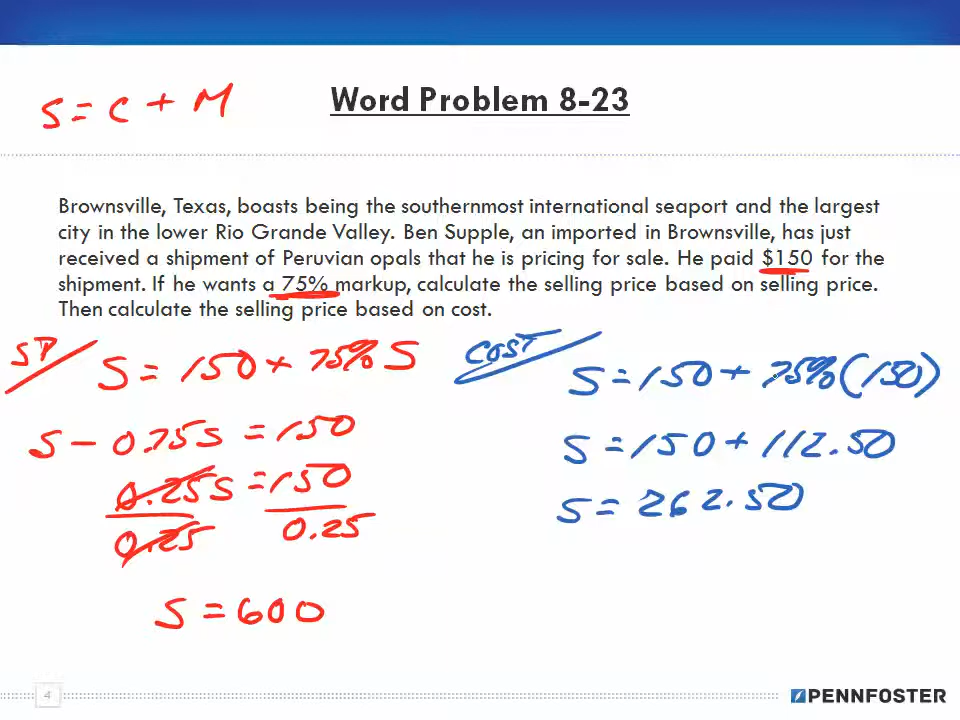 S = C + M
Word Problem 8-23
Brownsville, Texas, boasts being the southernmost international seaport and the largest
city in the lower Rio Grande Valley. Ben Supple, an imported in Brownsville, has just
received a shipment of Peruvian opals that he is pricing for sale. He paid $150 for the
shipment. If he wants a 75% markup, calculate the selling price based on selling price.
Then calculate the selling price based on cost.
SP
S = 150 + 75% S
S - 0.75S = 150
0.25S = 150
0.25 0.25
S = 600
COST
S = 150 + 75% (150)
S = 150 + 112.50
S = 262.50
4
PENNFOSTER